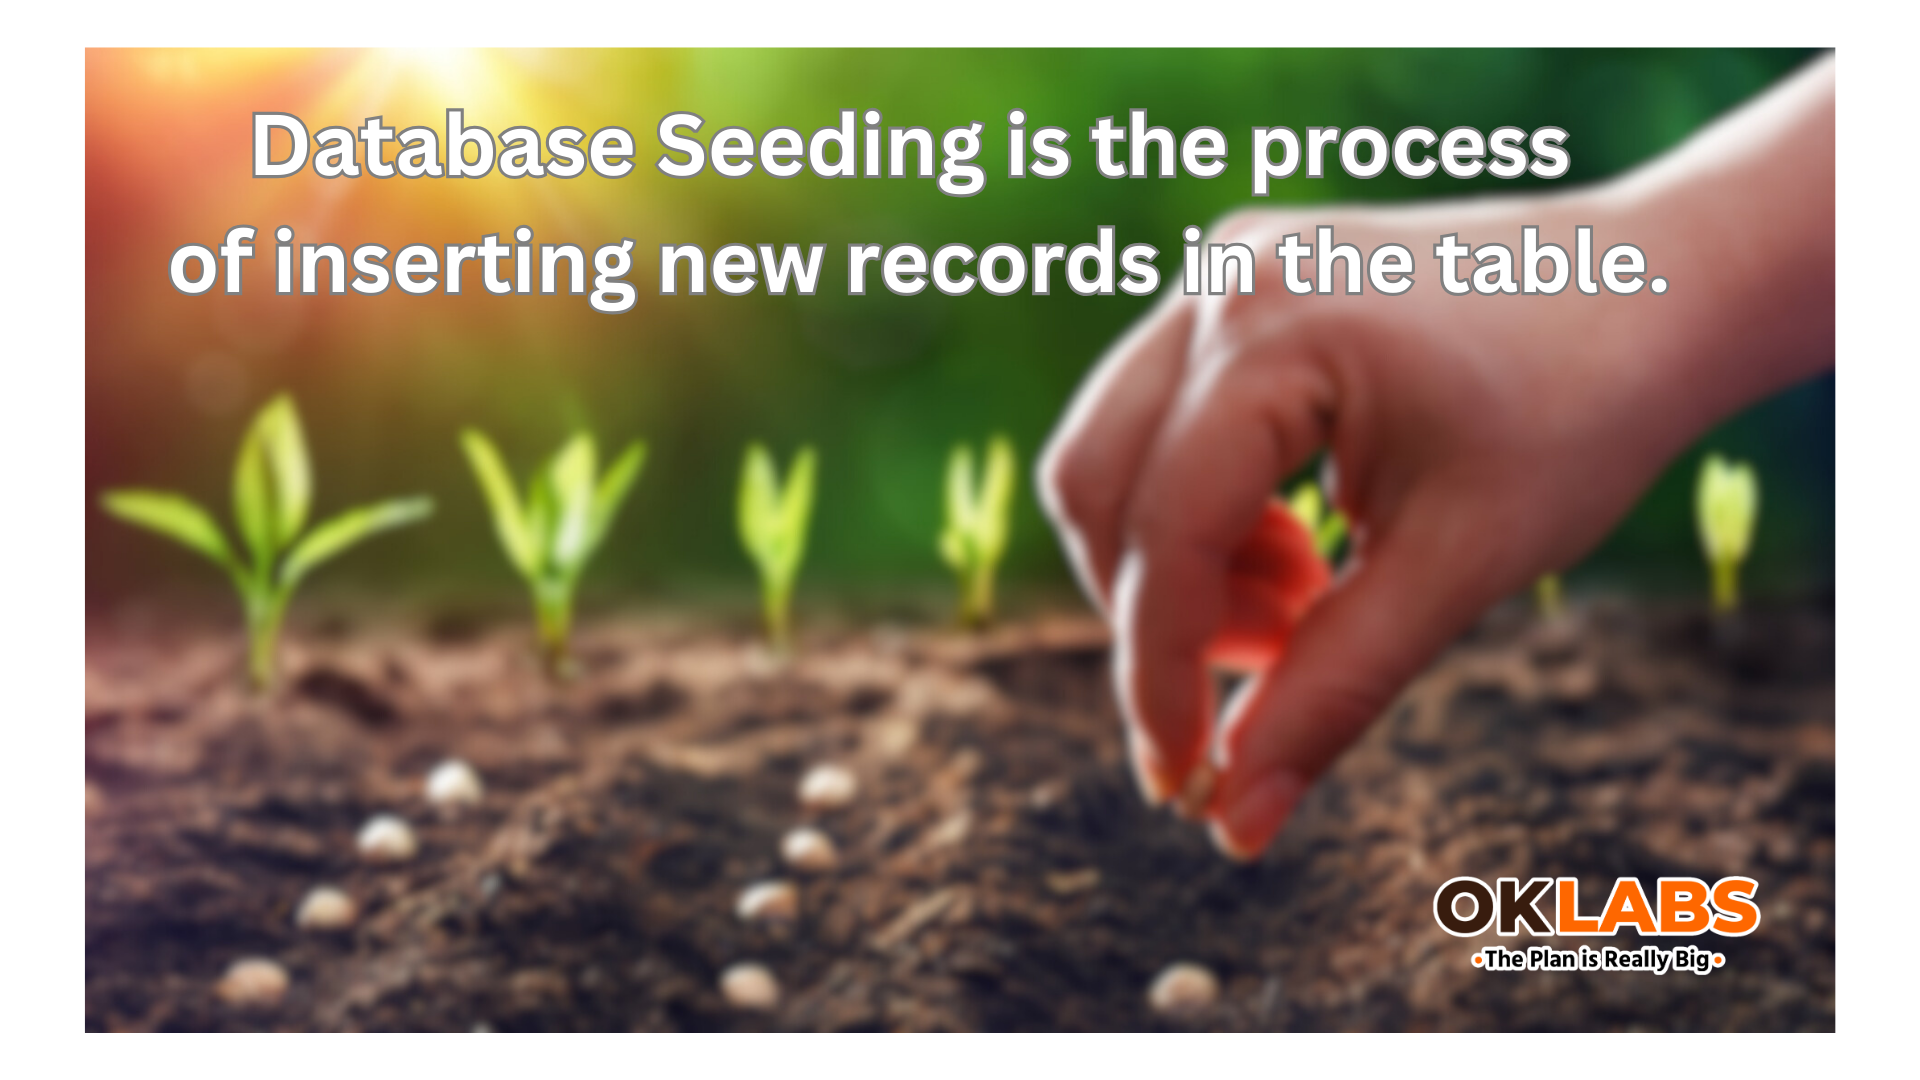 Database Seeding is the process
of inserting new records in the table.
OKLABS
•The Plan is Really Big•